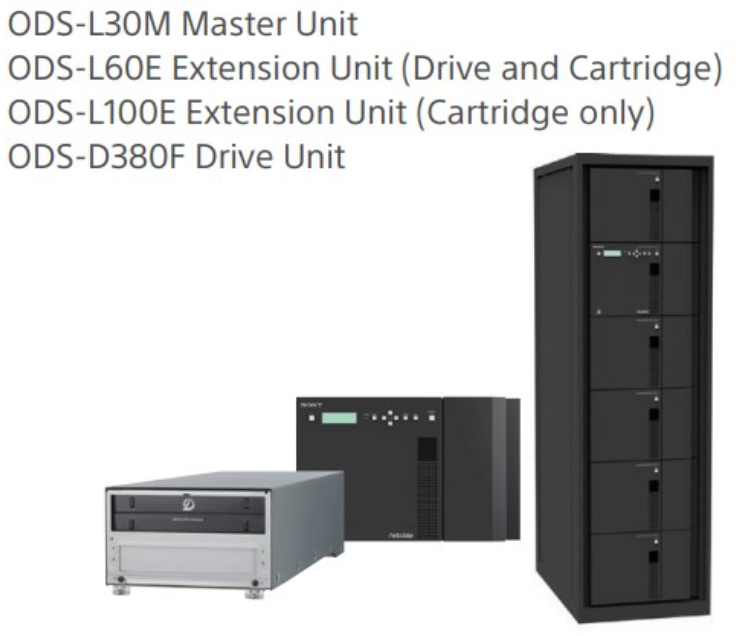 ODS-L30M Master Unit
ODS-L60E Extension Unit (Drive and Cartridge)
ODS-L100E Extension Unit (Cartridge only)
ODS-D380F Drive Unit
SONY